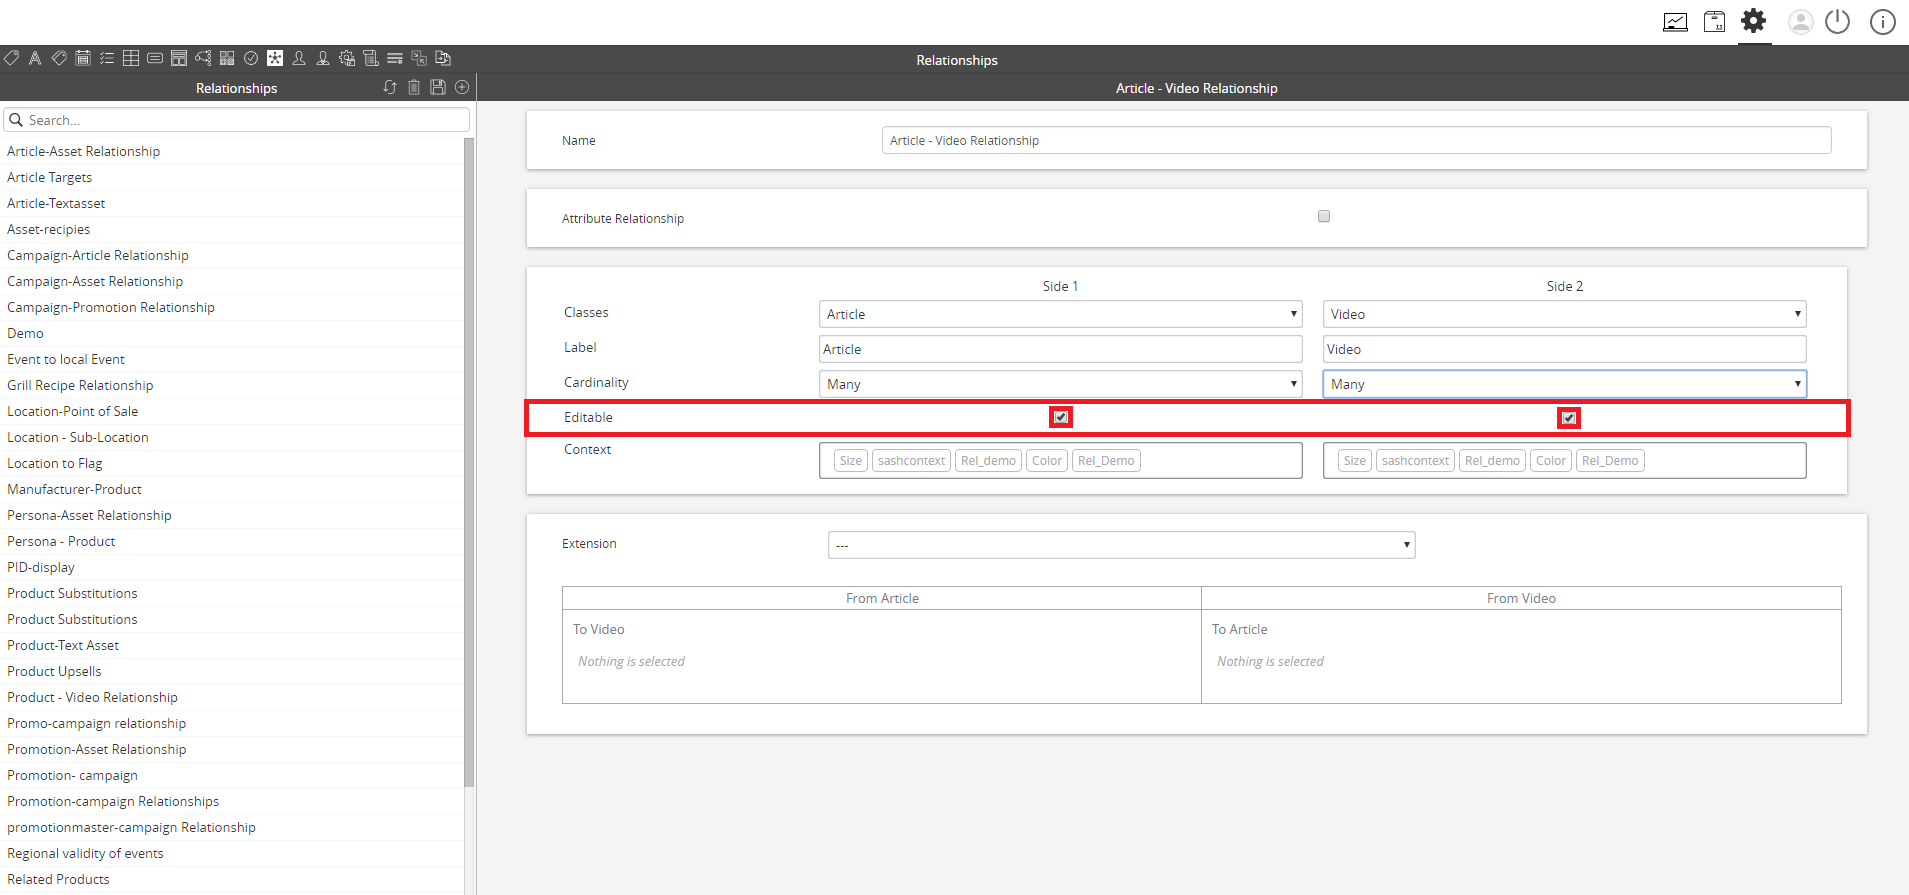 Relationships
Relationships
Article - Video Relationship
Search...
Article-Asset Relationship
Article Targets
Article-Textasset
Asset-recipies
Campaign-Article Relationship
Campaign-Asset Relationship
Campaign-Promotion Relationship
Demo
Event to local Event
Grill Recipe Relationship
Location-Point of Sale
Location - Sub-Location
Location to Flag
Manufacturer-Product
Persona-Asset Relationship
Persona - Product
PID-display
Product Substitutions
Product Substitutions
Product-Text Asset
Product Upsells
Product - Video Relationship
Promo-campaign relationship
Promotion-Asset Relationship
Promotion- campaign
Promotion-campaign Relationships
promotionmaster-campaign Relationship
Regional validity of events
Related Products
Name Article - Video Relationship
Attribute Relationship
Side 1 Side 2
Classes Article Video
Label Article Video
Cardinality Many Many
Editable
Context Size sashcontext Rel_demo Color Rel_Demo Size sashcontext Rel_demo Color Rel_Demo
Extension ---
From Article From Video
To Video To Article
Nothing is selected Nothing is selected